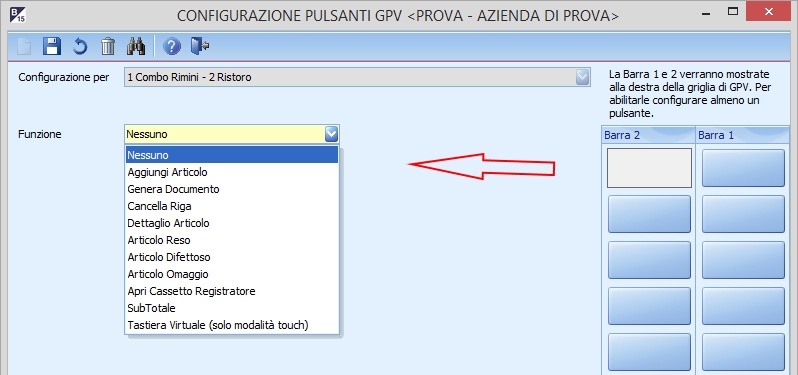 B
15
CONFIGURAZIONE PULSANTI GPV <PROVA - AZIENDA DI PROVA>
?
Configurazione per
1 Combo Rimini - 2 Ristoro
La Barra 1 e 2 verranno mostrate
alla destra della griglia di GPV. Per
abilitarle configurare almeno un
pulsante.
Funzione
Nessuno
Barra 2
Barra 1
Nessuno
Aggiungi Articolo
Genera Documento
Cancella Riga
Dettaglio Articolo
Articolo Reso
Articolo Difettoso
Articolo Omaggio
Apri Cassetto Registratore
SubTotale
Tastiera Virtuale (solo modalità touch)